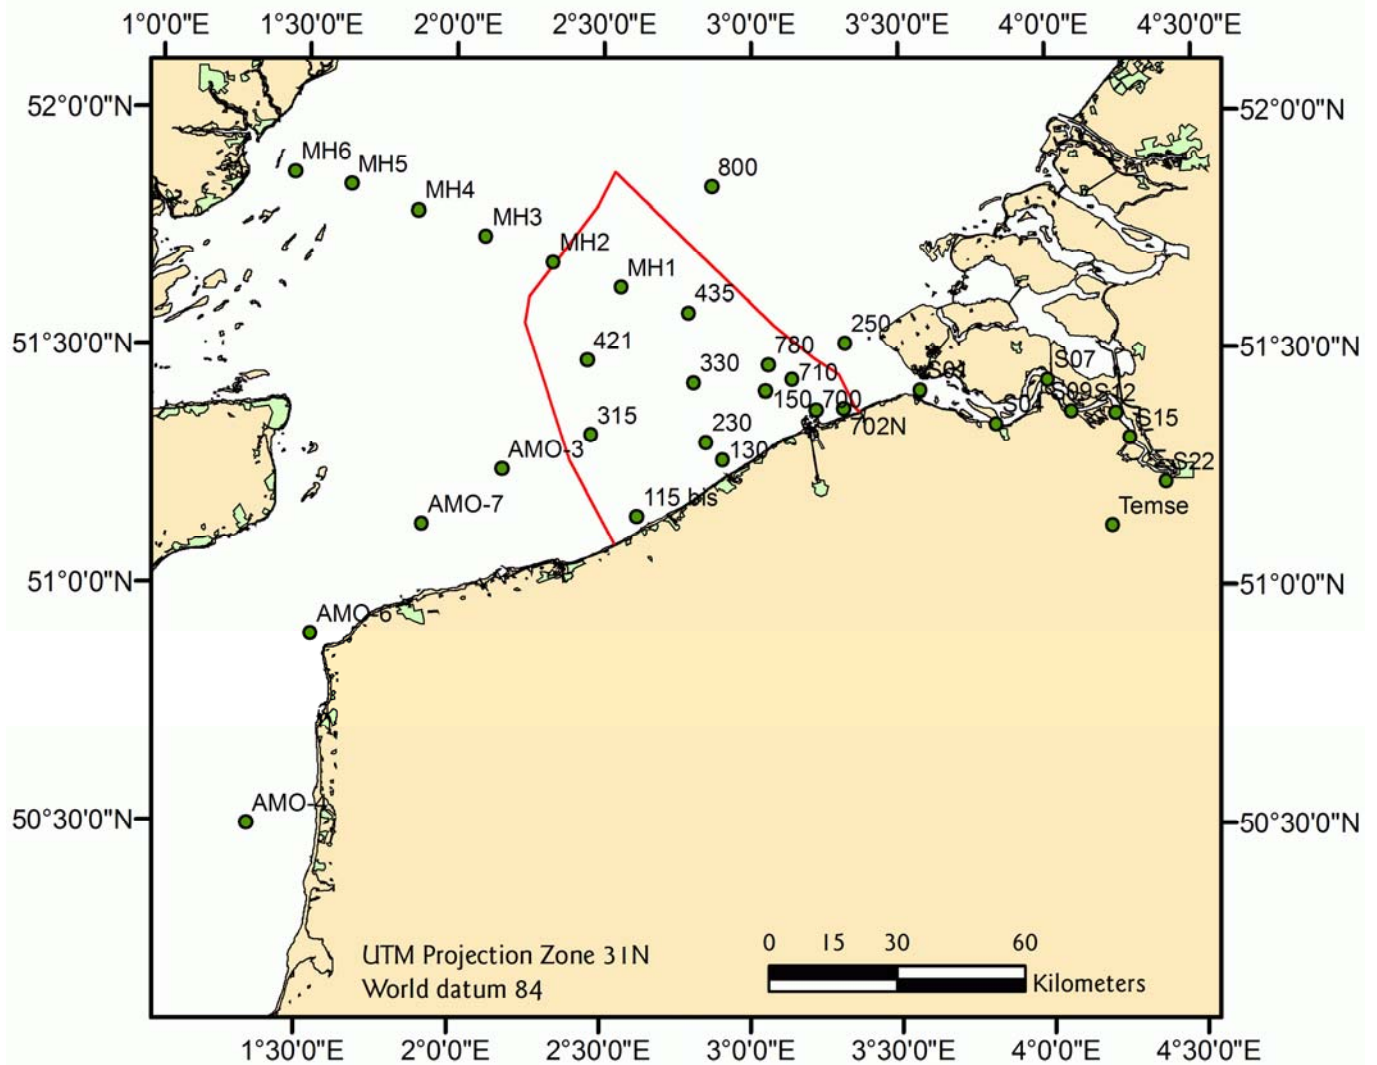 1°0'0"E 1°30'0"E 2°0'0"E 2°30'0"E 3°0'0"E 3°30'0"E 4°0'0"E 4°30'0"E
52°0'0"N 52°0'0"N
MH6
MH5
800
MH4
MH3
MH2
MH1
435
250
51°30'0"N 51°30'0"N
421
780
S07
330
710
S01
150
700
S04
S09
S12
315
230
702N
S15
AMO-3
130
S22
AMO-7
115 bis
Temse
51°0'0"N 51°0'0"N
AMO-6
AMO-4
50°30'0"N 50°30'0"N
UTM Projection Zone 31N
World datum 84
0 15 30 60
Kilometers
1°30'0"E 2°0'0"E 2°30'0"E 3°0'0"E 3°30'0"E 4°0'0"E 4°30'0"E